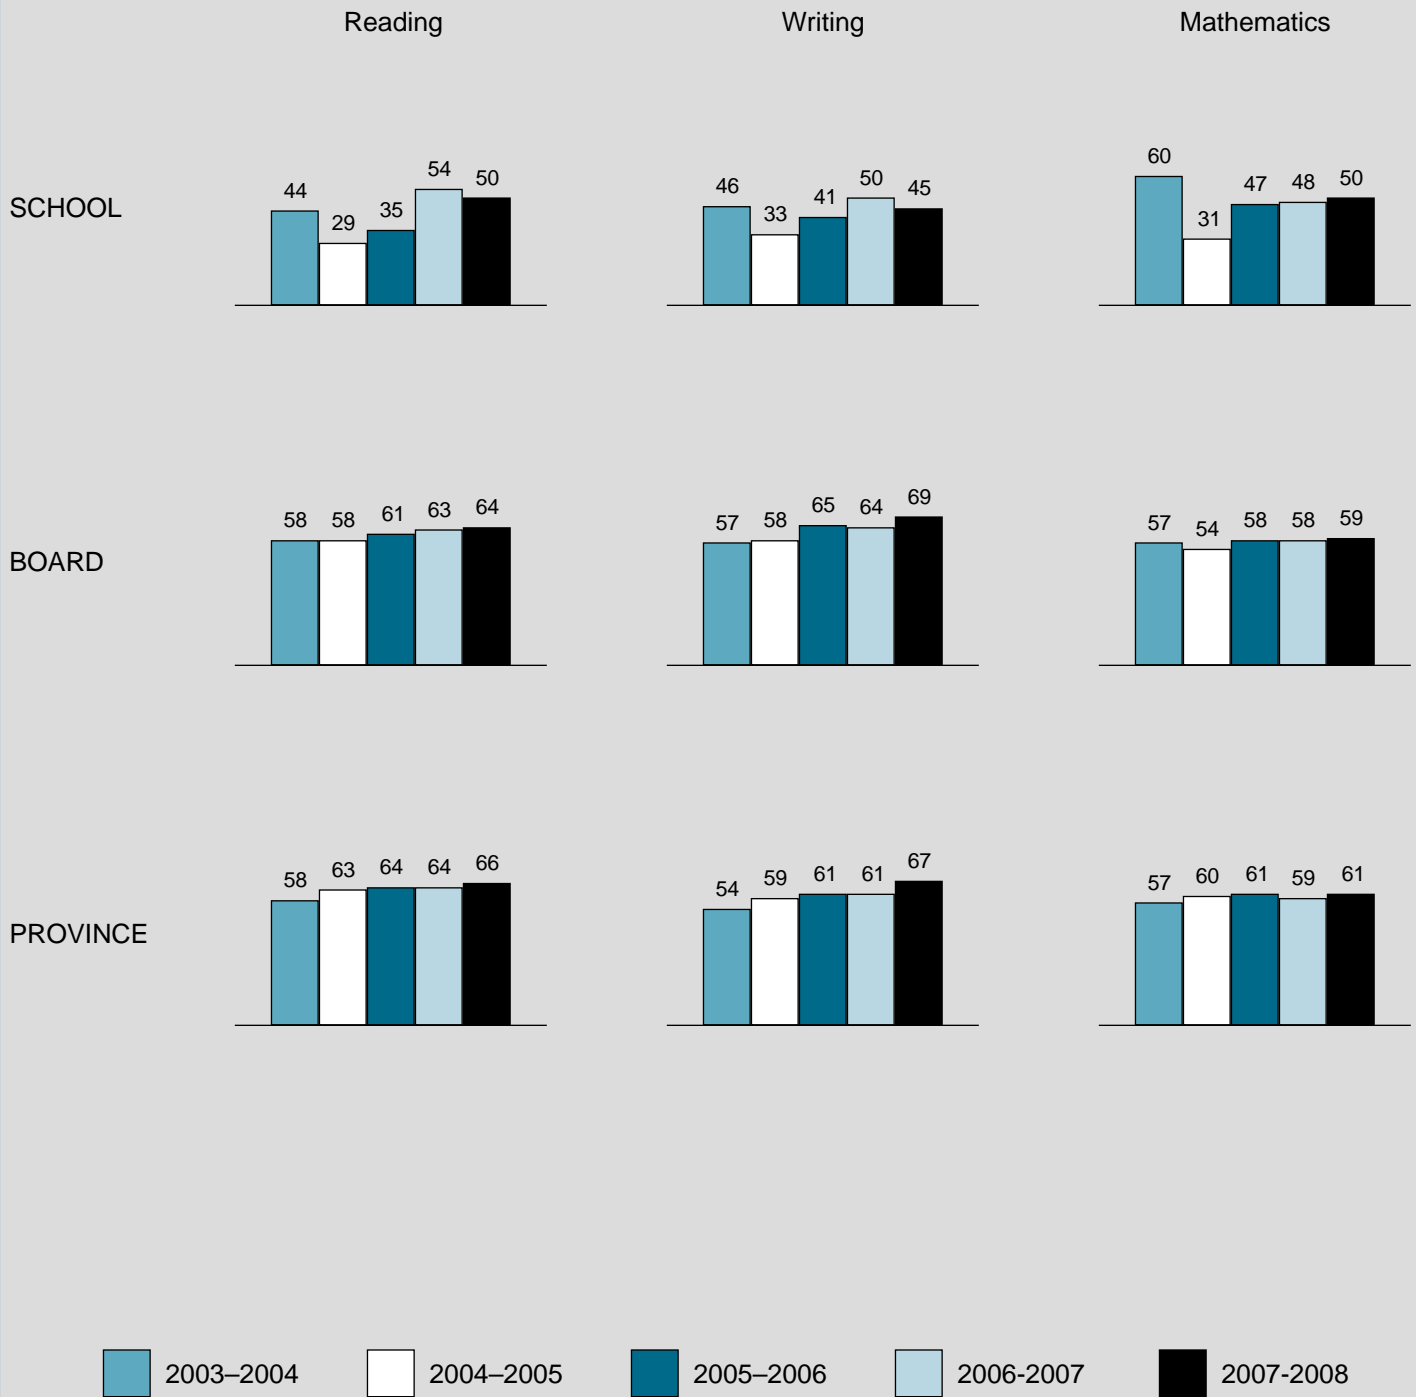 Reading Writing Mathematics
SCHOOL
44 29 35 54 50
46 33 41 50 45
60 31 47 48 50
BOARD
58 58 61 63 64
57 58 65 64 69
57 54 58 58 59
PROVINCE
58 63 64 64 66
54 59 61 61 67
57 60 61 59 61
2003–2004 2004–2005 2005–2006 2006-2007 2007-2008